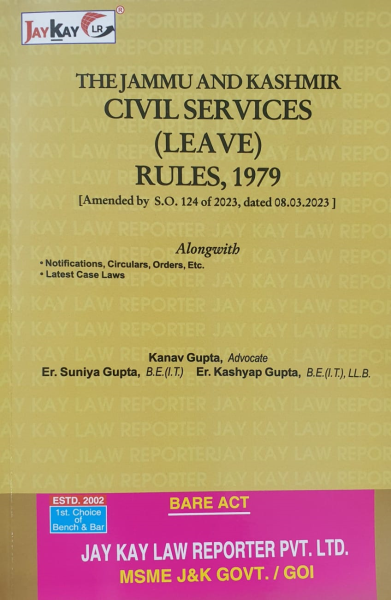 JAYKAY LR ®
THE JAMMU AND KASHMIR
CIVIL SERVICES
(LEAVE)
RULES, 1979
[Amended by S.O. 124 of 2023, dated 08.03.2023 ]
Alongwith
• Notifications, Circulars, Orders, Etc.
• Latest Case Laws
Kanav Gupta, Advocate
Er. Suniya Gupta, B.E.(I.T.) Er. Kashyap Gupta, B.E.(I.T.), LL.B.
ESTD. 2002
1st. Choice
of
Bench & Bar
BARE ACT
JAY KAY LAW REPORTER PVT. LTD.
MSME J&K GOVT. / GOI